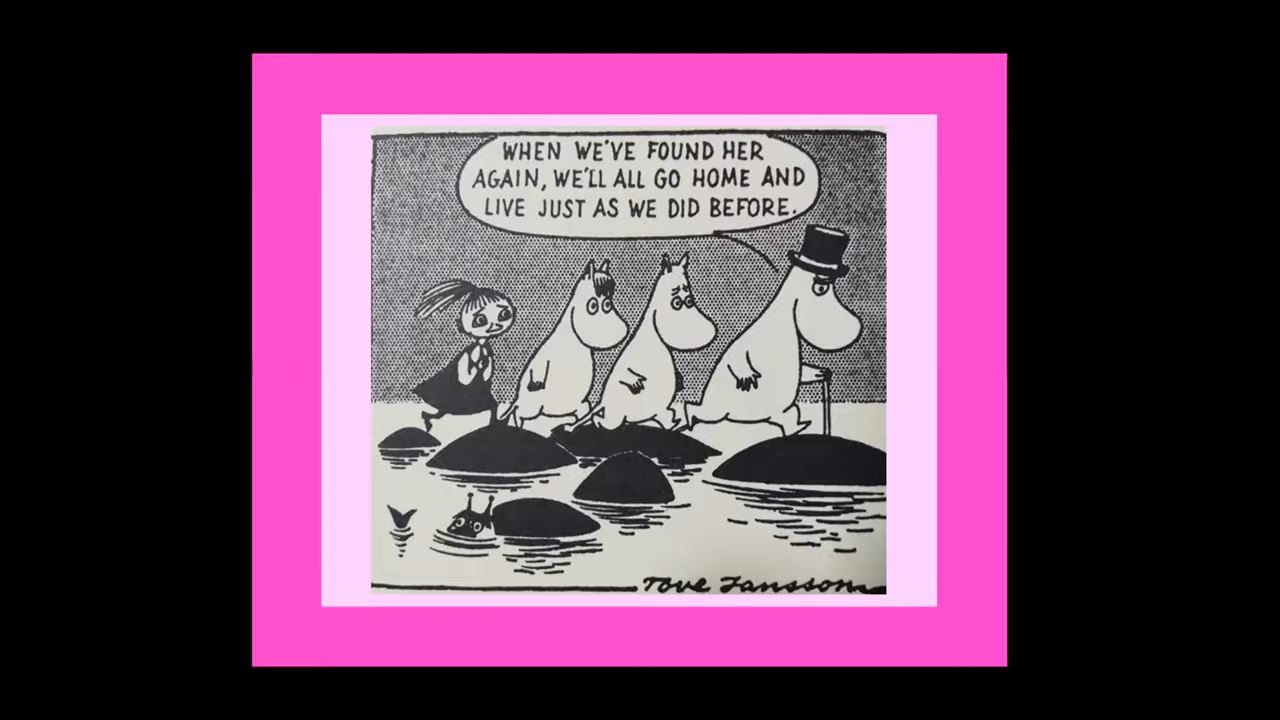 WHEN WE'VE FOUND HER
AGAIN, WE'LL ALL GO HOME AND
LIVE JUST AS WE DID BEFORE.
Tove Jansson